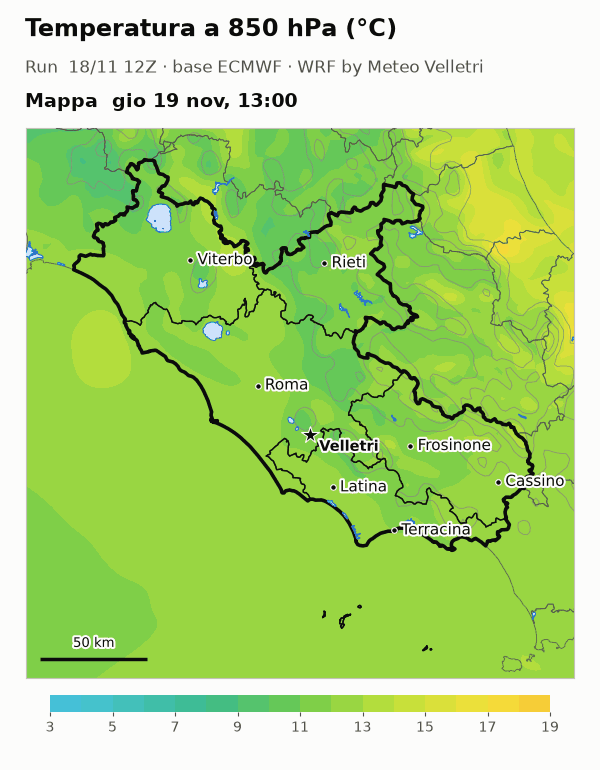 Temperatura a 850 hPa (°C)
Run 18/11 12Z · base ECMWF · WRF by Meteo Velletri
Mappa gio 19 nov, 13:00
Viterbo
Rieti
Roma
Velletri
Frosinone
Cassino
Latina
Terracina
50 km
3 5 7 9 11 13 15 17 19